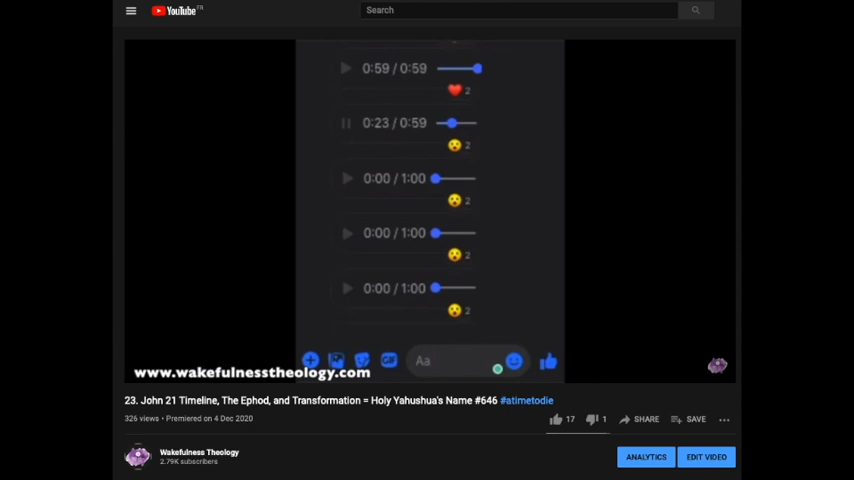 YouTube FN
Search
0:59 / 0:59
2
0:23 / 0:59
2
0:00 / 1:00
2
0:00 / 1:00
2
0:00 / 1:00
2
GIF
Aa
www.wakefulnesstheology.com
23. John 21 Timeline, The Ephod, and Transformation = Holy Yahushua's Name #646 #atimetodie
326 views • Premiered on 4 Dec 2020
17
1
SHARE
SAVE
Wakefulness Theology
2.79K subscribers
ANALYTICS
EDIT VIDEO